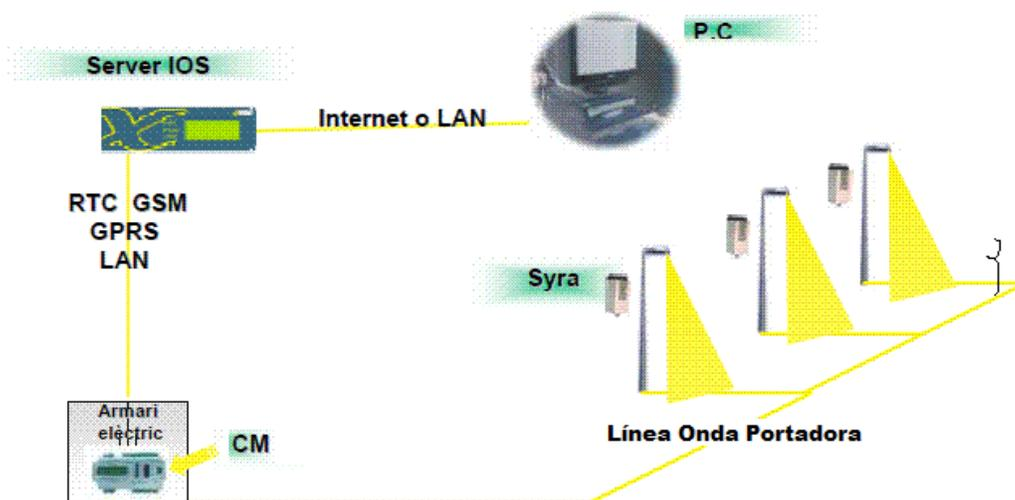 P.C
Server IOS
Internet o LAN
RTC GSM
GPRS
LAN
Syra
Armari
elèctric
CM
Línea Onda Portadora